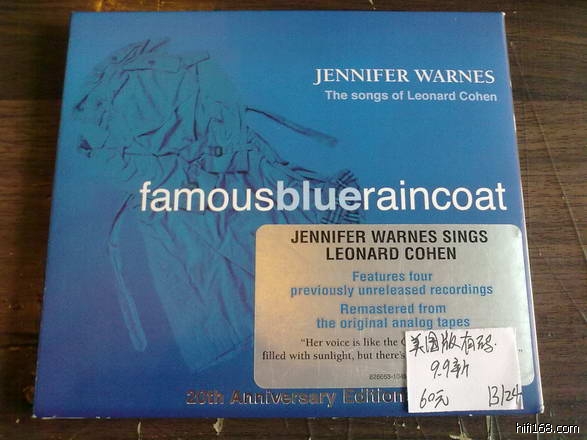 JENNIFER WARNES
The songs of Leonard Cohen
famousblueraincoat
JENNIFER WARNES SINGS
LEONARD COHEN
Features four
previously unreleased recordings
Remastered from
the original analog tapes
"Her voice is like the
filled with sunlight, but there's
20th Anniversary Edition
美国版有码.
9.9新
60元
hifi168.com